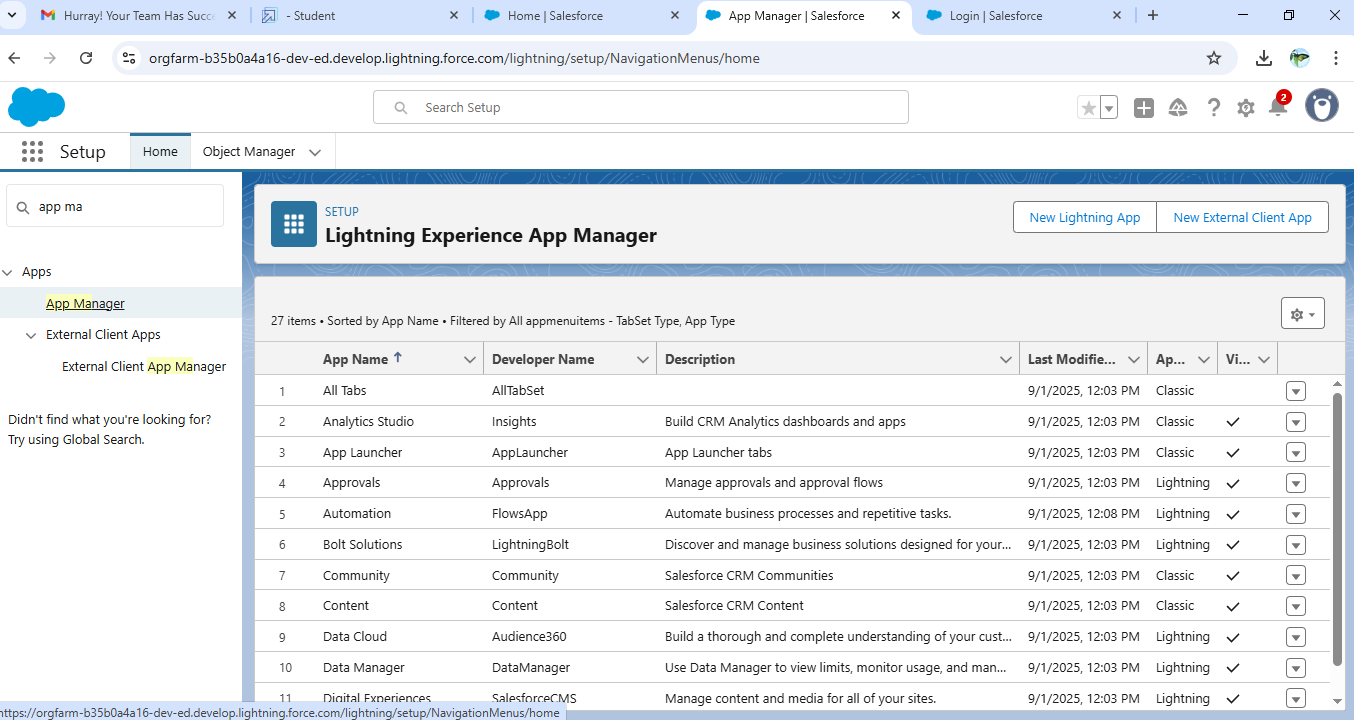 Hurray! Your Team Has Succe
- Student
Home | Salesforce
App Manager | Salesforce
Login | Salesforce
orgfarm-b35b0a4a16-dev-ed.develop.lightning.force.com/lightning/setup/NavigationMenus/home
Search Setup
2
Setup
Home
Object Manager
app ma
Apps
App Manager
External Client Apps
External Client App Manager
Didn't find what you're looking for?
Try using Global Search.
SETUP
Lightning Experience App Manager
New Lightning App
New External Client App
27 items • Sorted by App Name • Filtered by All appmenuitems - TabSet Type, App Type
App Name Developer Name Description Last Modifie... Ap... Vi...
1 All Tabs AllTabSet 9/1/2025, 12:03 PM Classic
2 Analytics Studio Insights Build CRM Analytics dashboards and apps 9/1/2025, 12:03 PM Classic
3 App Launcher AppLauncher App Launcher tabs 9/1/2025, 12:03 PM Classic
4 Approvals Approvals Manage approvals and approval flows 9/1/2025, 12:03 PM Lightning
5 Automation FlowsApp Automate business processes and repetitive tasks. 9/1/2025, 12:08 PM Lightning
6 Bolt Solutions LightningBolt Discover and manage business solutions designed for your... 9/1/2025, 12:03 PM Lightning
7 Community Community Salesforce CRM Communities 9/1/2025, 12:03 PM Classic
8 Content Content Salesforce CRM Content 9/1/2025, 12:03 PM Classic
9 Data Cloud Audience360 Build a thorough and complete understanding of your cust... 9/1/2025, 12:03 PM Lightning
10 Data Manager DataManager Use Data Manager to view limits, monitor usage, and man... 9/1/2025, 12:03 PM Lightning
11 Digital Experiences SalesforceCMS Manage content and media for all of your sites. 9/1/2025, 12:03 PM Lightning
https://orgfarm-b35b0a4a16-dev-ed.develop.lightning.force.com/lightning/setup/NavigationMenus/home